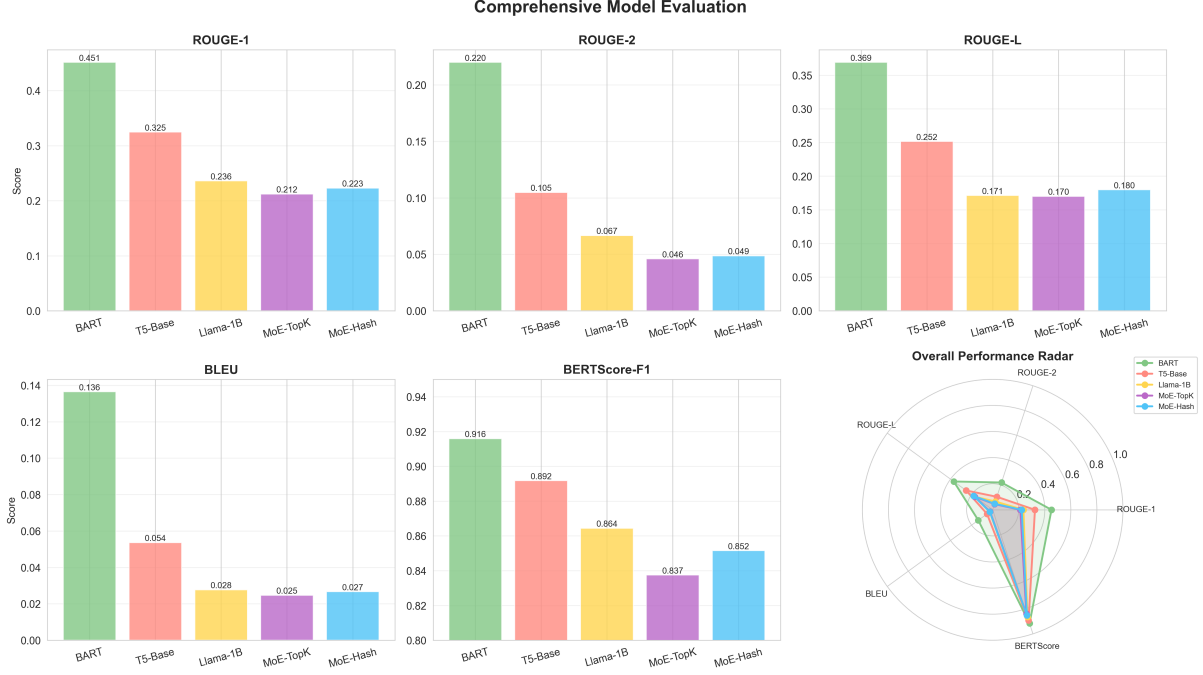 Comprehensive Model Evaluation
ROUGE-1
Score
0.4
0.3
0.2
0.1
0.0
0.451
0.325
0.236
0.212
0.223
BART
T5-Base
Llama-1B
MoE-TopK
MoE-Hash
ROUGE-2
0.20
0.15
0.10
0.05
0.00
0.220
0.105
0.067
0.046
0.049
BART
T5-Base
Llama-1B
MoE-TopK
MoE-Hash
ROUGE-L
0.35
0.30
0.25
0.20
0.15
0.10
0.05
0.00
0.369
0.252
0.171
0.170
0.180
BART
T5-Base
Llama-1B
MoE-TopK
MoE-Hash
BLEU
Score
0.14
0.12
0.10
0.08
0.06
0.04
0.02
0.00
0.136
0.054
0.028
0.025
0.027
BART
T5-Base
Llama-1B
MoE-TopK
MoE-Hash
BERTScore-F1
0.94
0.92
0.90
0.88
0.86
0.84
0.82
0.80
0.916
0.892
0.864
0.837
0.852
BART
T5-Base
Llama-1B
MoE-TopK
MoE-Hash
Overall Performance Radar
BART
T5-Base
Llama-1B
MoE-TopK
MoE-Hash
ROUGE-2
ROUGE-L
1.0
0.8
0.6
0.4
0.2
ROUGE-1
BLEU
BERTScore